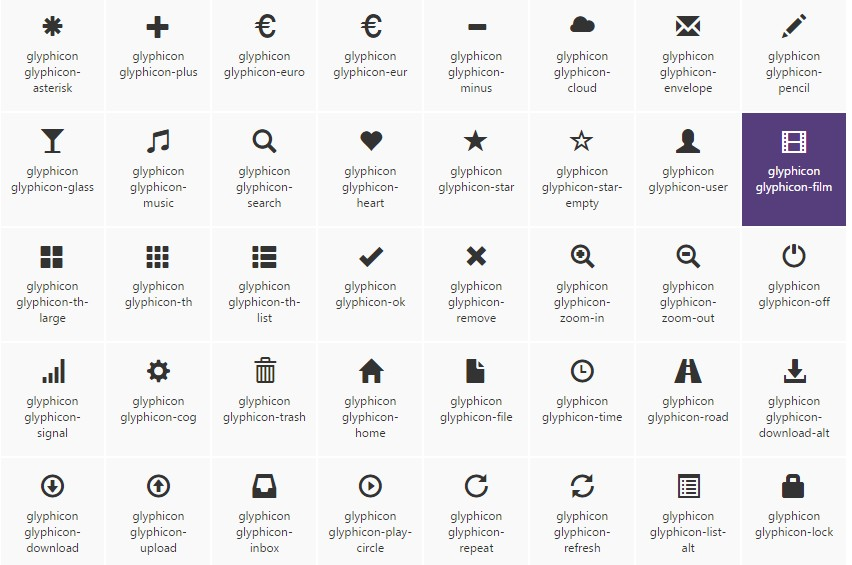 glyphicon
glyphicon-
asterisk
glyphicon
glyphicon-plus
glyphicon
glyphicon-euro
glyphicon
glyphicon-eur
glyphicon
glyphicon-
minus
glyphicon
glyphicon-
cloud
glyphicon
glyphicon-
envelope
glyphicon
glyphicon-
pencil
glyphicon
glyphicon-glass
glyphicon
glyphicon-
music
glyphicon
glyphicon-
search
glyphicon
glyphicon-
heart
glyphicon
glyphicon-star
glyphicon
glyphicon-star-
empty
glyphicon
glyphicon-user
glyphicon
glyphicon-film
glyphicon
glyphicon-th-
large
glyphicon
glyphicon-th
glyphicon
glyphicon-th-
list
glyphicon
glyphicon-ok
glyphicon
glyphicon-
remove
glyphicon
glyphicon-
zoom-in
glyphicon
glyphicon-
zoom-out
glyphicon
glyphicon-off
glyphicon
glyphicon-
signal
glyphicon
glyphicon-cog
glyphicon
glyphicon-trash
glyphicon
glyphicon-
home
glyphicon
glyphicon-file
glyphicon
glyphicon-time
glyphicon
glyphicon-road
glyphicon
glyphicon-
download-alt
glyphicon
glyphicon-
download
glyphicon
glyphicon-
upload
glyphicon
glyphicon-
inbox
glyphicon
glyphicon-play-
circle
glyphicon
glyphicon-
repeat
glyphicon
glyphicon-
refresh
glyphicon
glyphicon-list-
alt
glyphicon
glyphicon-lock